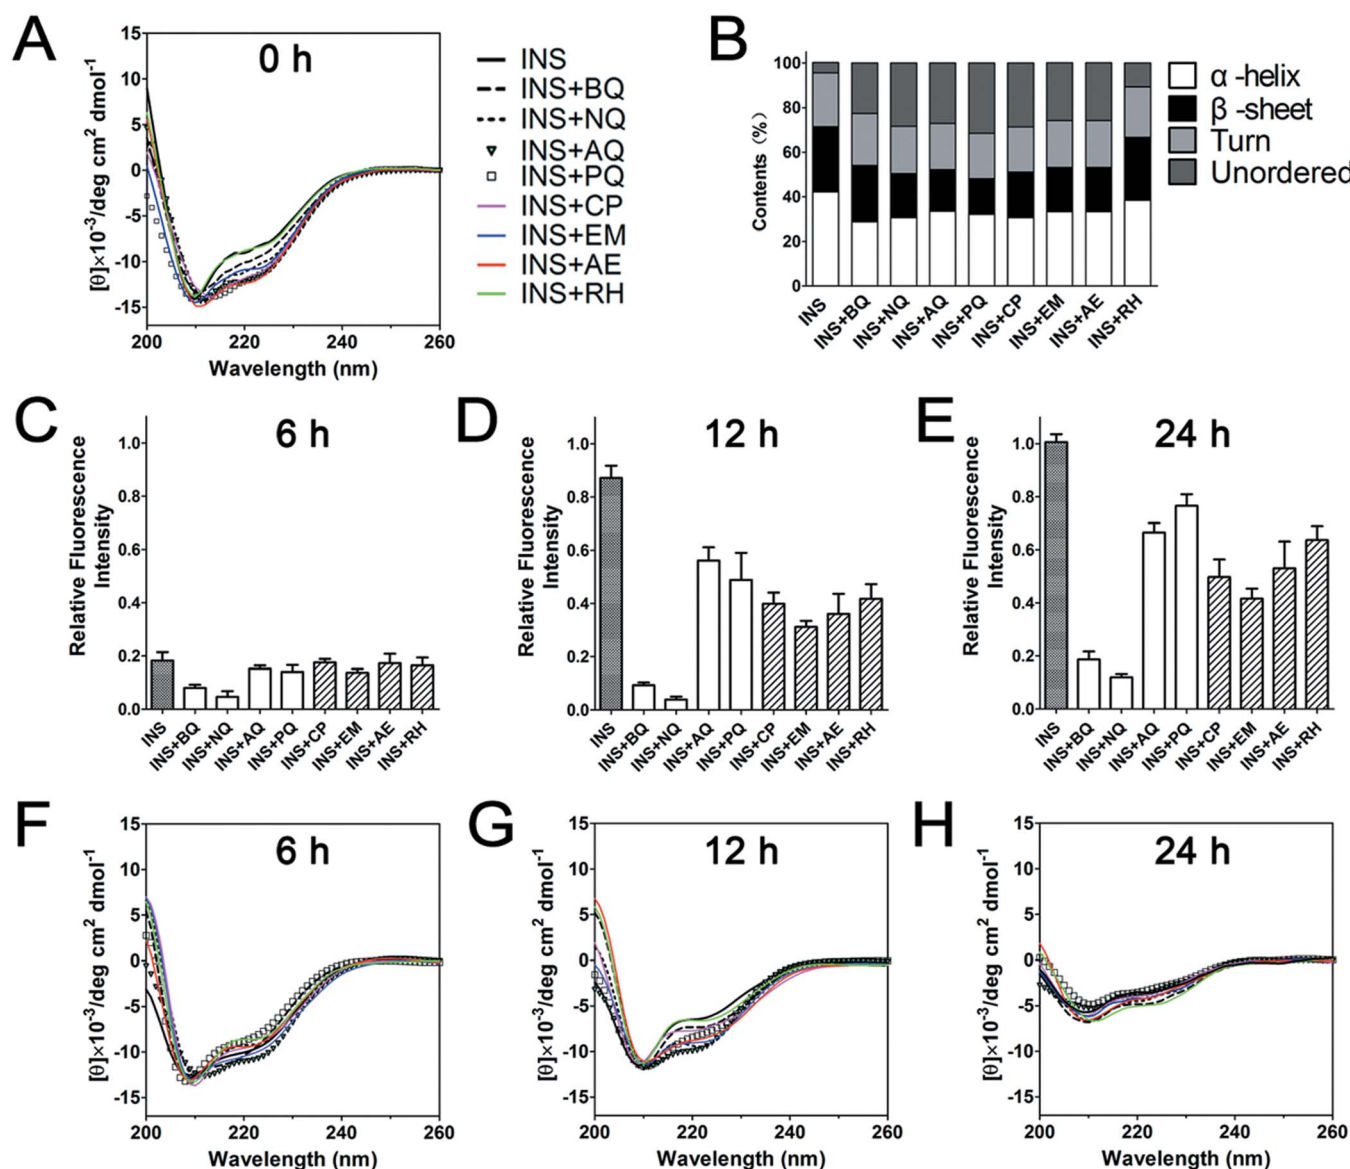 A
0 h
[θ]×10⁻³/deg cm² dmol⁻¹
15
10
5
0
-5
-10
-15
200
220
240
260
Wavelength (nm)
INS
INS+BQ
INS+NQ
INS+AQ
INS+PQ
INS+CP
INS+EM
INS+AE
INS+RH
B
Contents (%)
100
80
60
40
20
0
INS
INS+BQ
INS+NQ
INS+AQ
INS+PQ
INS+CP
INS+EM
INS+AE
INS+RH
α -helix
β -sheet
Turn
Unordered
C
6 h
Relative Fluorescence
Intensity
1.0
0.8
0.6
0.4
0.2
0.0
INS
INS+BQ
INS+NQ
INS+AQ
INS+PQ
INS+CP
INS+EM
INS+AE
INS+RH
D
12 h
Relative Fluorescence
Intensity
1.0
0.8
0.6
0.4
0.2
0.0
INS
INS+BQ
INS+NQ
INS+AQ
INS+PQ
INS+CP
INS+EM
INS+AE
INS+RH
E
24 h
Relative Fluorescence
Intensity
1.0
0.8
0.6
0.4
0.2
0.0
INS
INS+BQ
INS+NQ
INS+AQ
INS+PQ
INS+CP
INS+EM
INS+AE
INS+RH
F
6 h
[θ]×10⁻³/deg cm² dmol⁻¹
15
10
5
0
-5
-10
-15
200
220
240
260
Wavelength (nm)
G
12 h
[θ]×10⁻³/deg cm² dmol⁻¹
15
10
5
0
-5
-10
-15
200
220
240
260
Wavelength (nm)
H
24 h
[θ]×10⁻³/deg cm² dmol⁻¹
15
10
5
0
-5
-10
-15
200
220
240
260
Wavelength (nm)